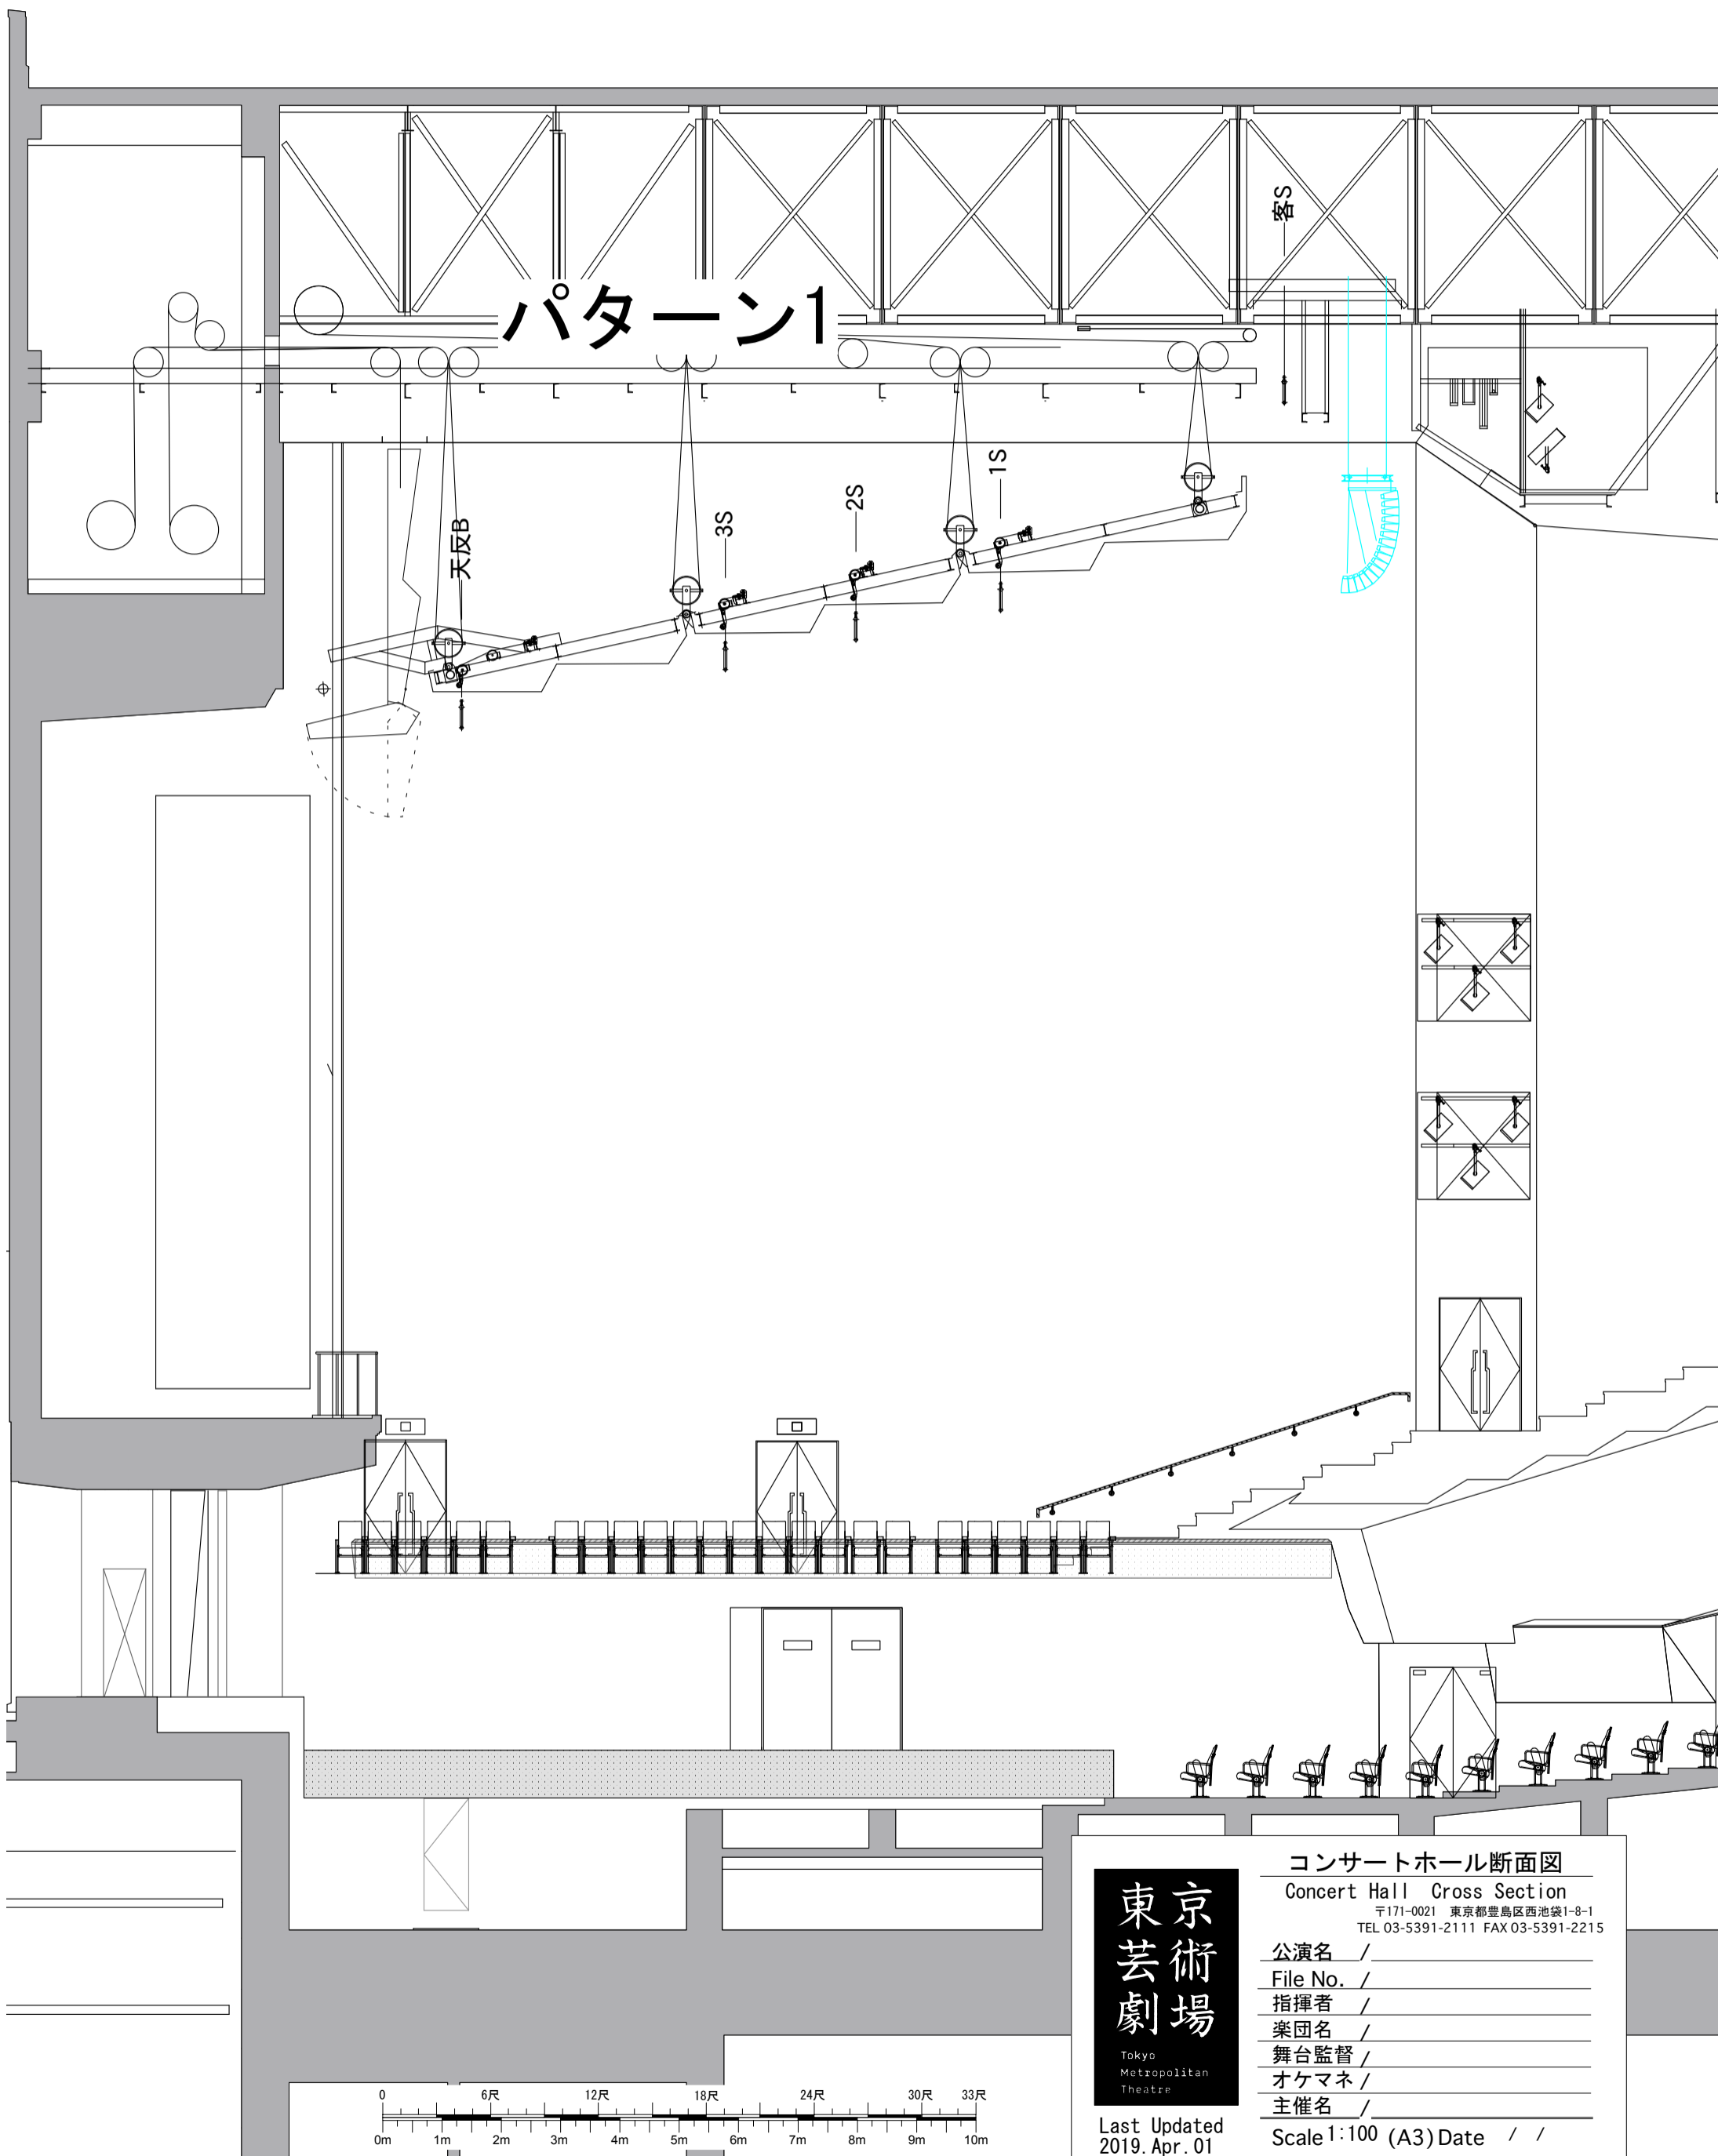 客S
パターン1
1S
2S
3S
天反B
コンサートホール断面図
Concert Hall Cross Section
〒171-0021 東京都豊島区西池袋1-8-1
TEL 03-5391-2111 FAX 03-5391-2215
東京
芸術
劇場
Tokyo
Metropolitan
Theatre
Last Updated
2019.Apr.01
公演名 /
File No. /
指揮者 /
楽団名 /
舞台監督 /
オケマネ /
主催名 /
Scale 1:100 (A3) Date / /
0 6尺 12尺 18尺 24尺 30尺 33尺
0m 1m 2m 3m 4m 5m 6m 7m 8m 9m 10m